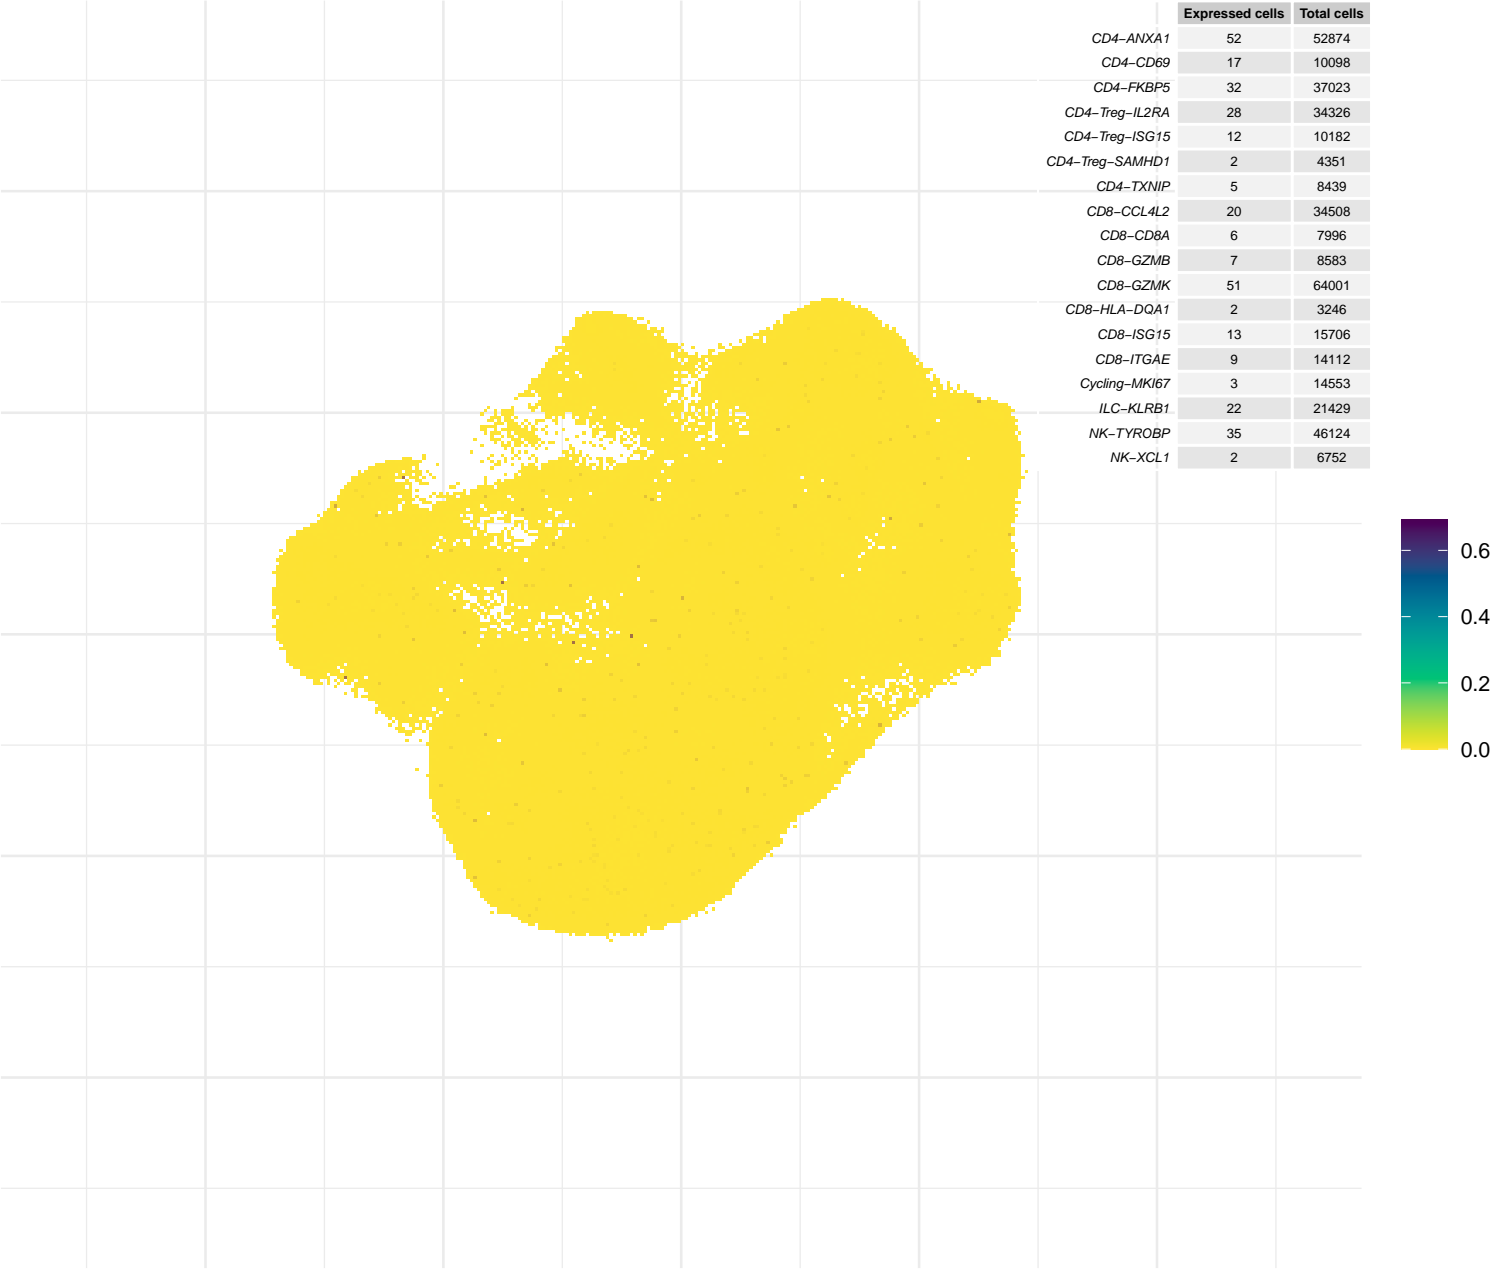 Expressed cells Total cells
CD4−ANXA1 52 52874
CD4−CD69 17 10098
CD4−FKBP5 32 37023
CD4−Treg−IL2RA 28 34326
CD4−Treg−ISG15 12 10182
CD4−Treg−SAMHD1 2 4351
CD4−TXNIP 5 8439
CD8−CCL4L2 20 34508
CD8−CD8A 6 7996
CD8−GZMB 7 8583
CD8−GZMK 51 64001
CD8−HLA−DQA1 2 3246
CD8−ISG15 13 15706
CD8−ITGAE 9 14112
Cycling−MKI67 3 14553
ILC−KLRB1 22 21429
NK−TYROBP 35 46124
NK−XCL1 2 6752
0.6
0.4
0.2
0.0